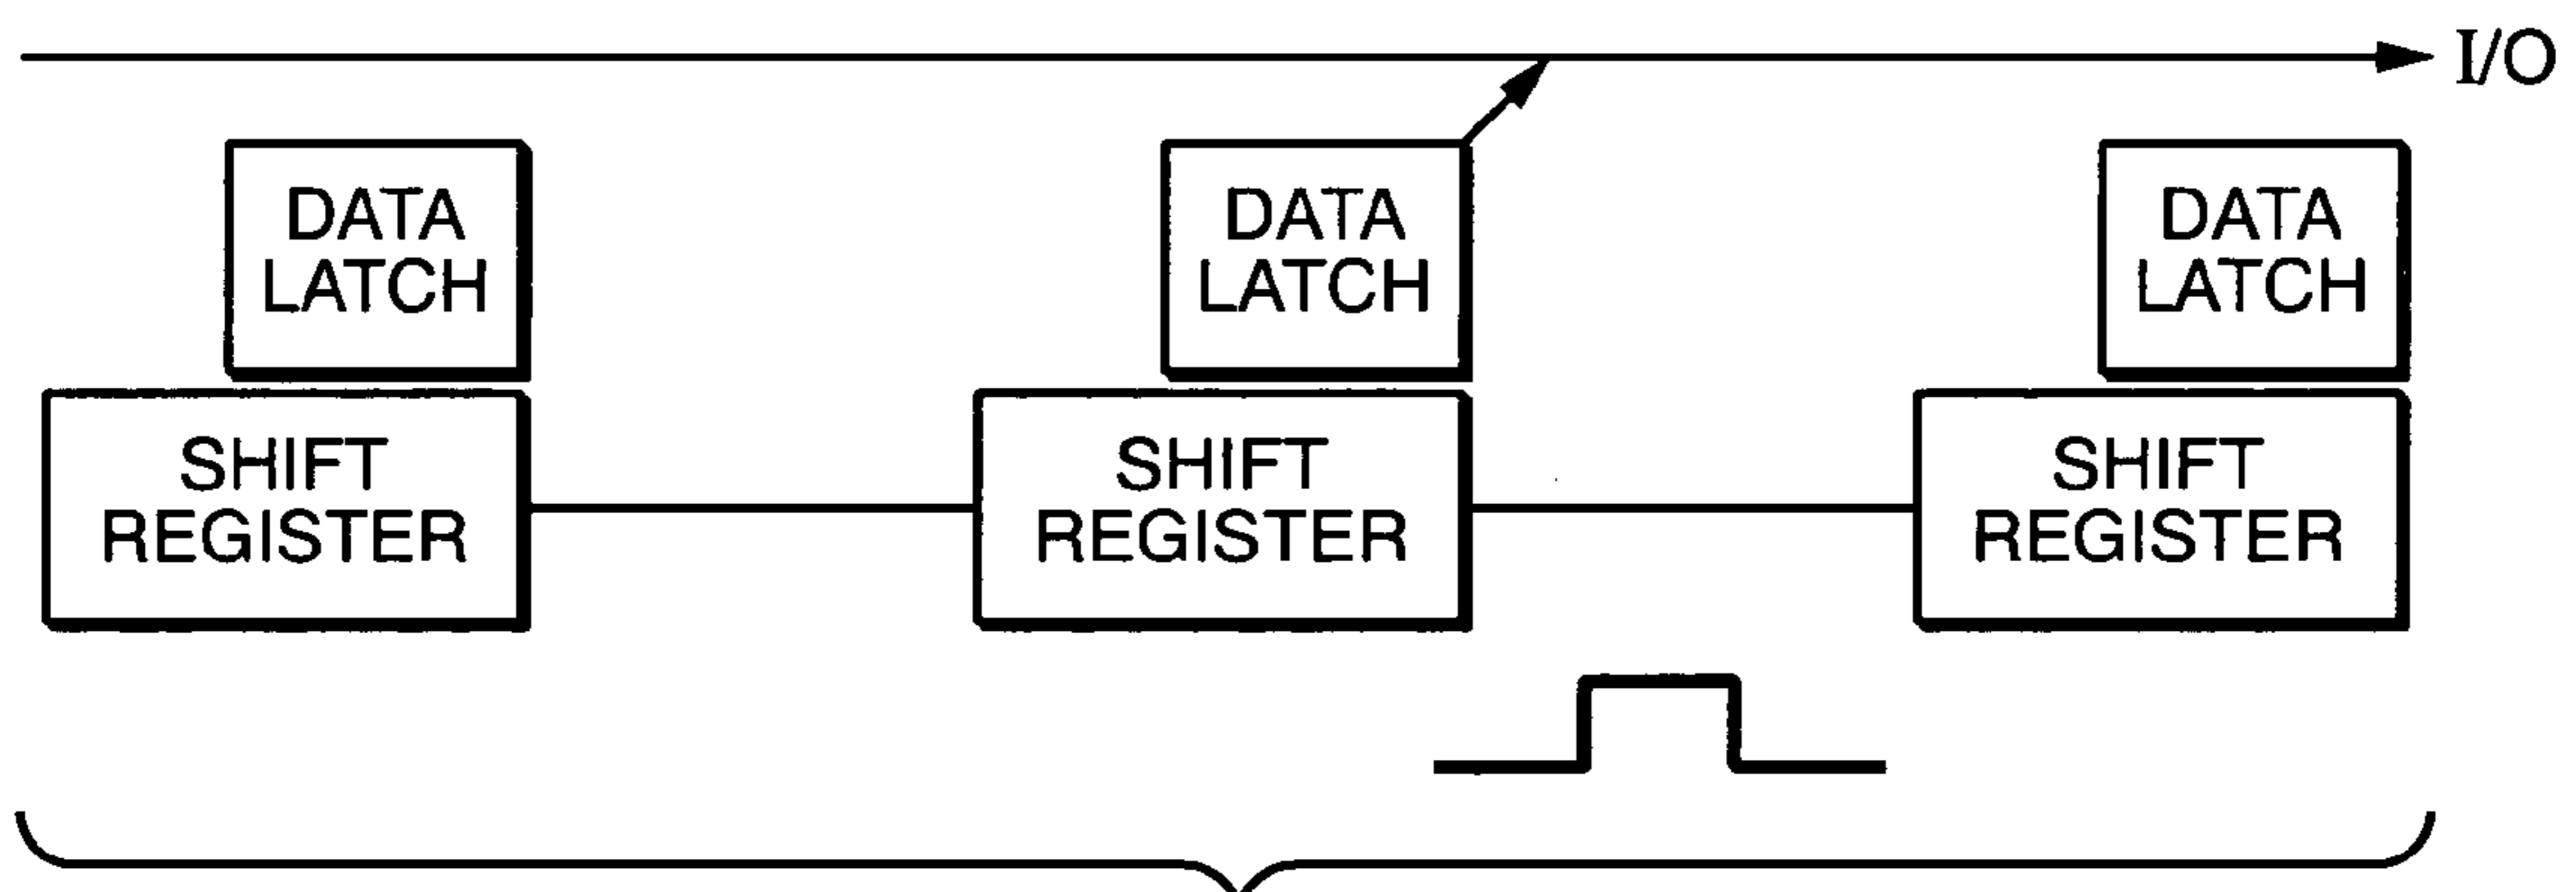 I/O
DATA
LATCH
DATA
LATCH
DATA
LATCH
SHIFT
REGISTER
SHIFT
REGISTER
SHIFT
REGISTER